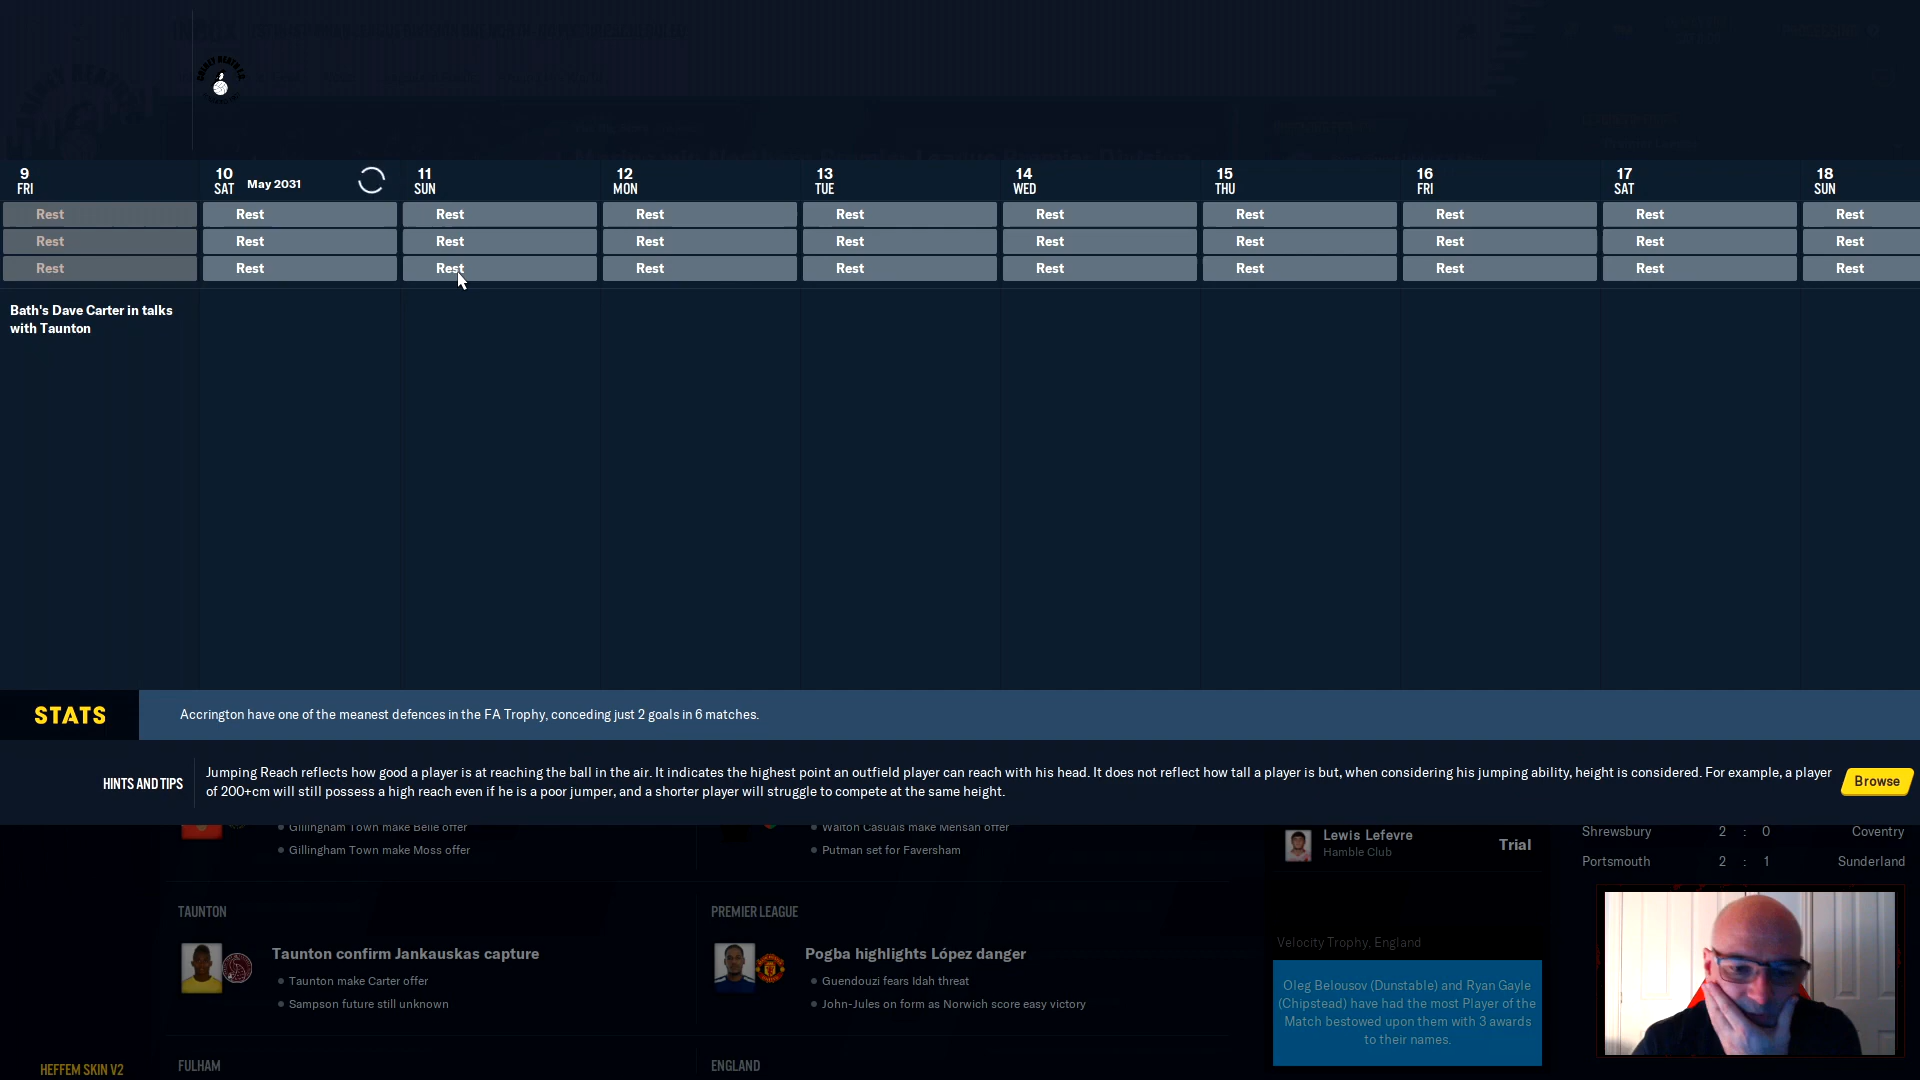 9
FRI
10
SAT
May 2031
11
SUN
12
MON
13
TUE
14
WED
15
THU
16
FRI
17
SAT
18
SUN
Rest Rest Rest Rest Rest Rest Rest Rest Rest Rest
Rest Rest Rest Rest Rest Rest Rest Rest Rest Rest
Rest Rest Rest Rest Rest Rest Rest Rest Rest Rest
Bath's Dave Carter in talks
with Taunton
STATS
Accrington have one of the meanest defences in the FA Trophy, conceding just 2 goals in 6 matches.
HINTS AND TIPS
Jumping Reach reflects how good a player is at reaching the ball in the air. It indicates the highest point an outfield player can reach with his head. It does not reflect how tall a player is but, when considering his jumping ability, height is considered. For example, a player
of 200+cm will still possess a high reach even if he is a poor jumper, and a shorter player will struggle to compete at the same height.
Browse
Gillingham Town make Belle offer
Gillingham Town make Moss offer
Walton Casuals make Mensah offer
Putman set for Faversham
Lewis Lefevre
Hamble Club
Trial
Shrewsbury 2 : 0 Coventry
Portsmouth 2 : 1 Sunderland
TAUNTON
Taunton confirm Jankauskas capture
Taunton make Carter offer
Sampson future still unknown
PREMIER LEAGUE
Pogba highlights López danger
Guendouzi fears Idah threat
John-Jules on form as Norwich score easy victory
Velocity Trophy, England
Oleg Belousov (Dunstable) and Ryan Gayle
(Chipstead) have had the most Player of the
Match bestowed upon them with 3 awards
to their names.
HEFFEM SKIN V2
FULHAM
ENGLAND